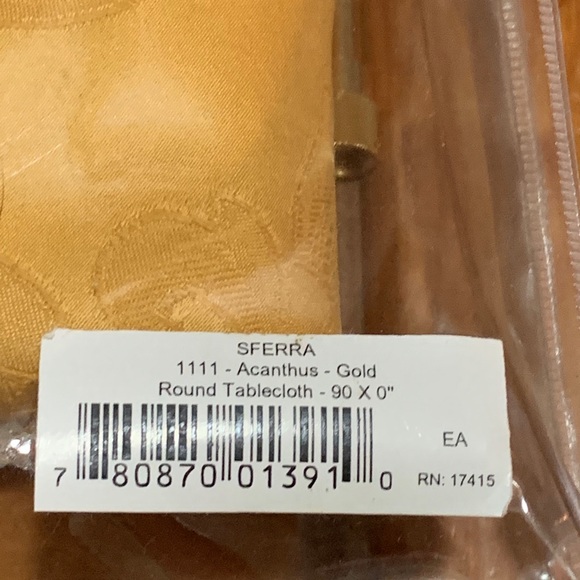 SFERRA
1111 - Acanthus - Gold
Round Tablecloth - 90 X 0"
EA
7 80870 01391 0
RN: 17415